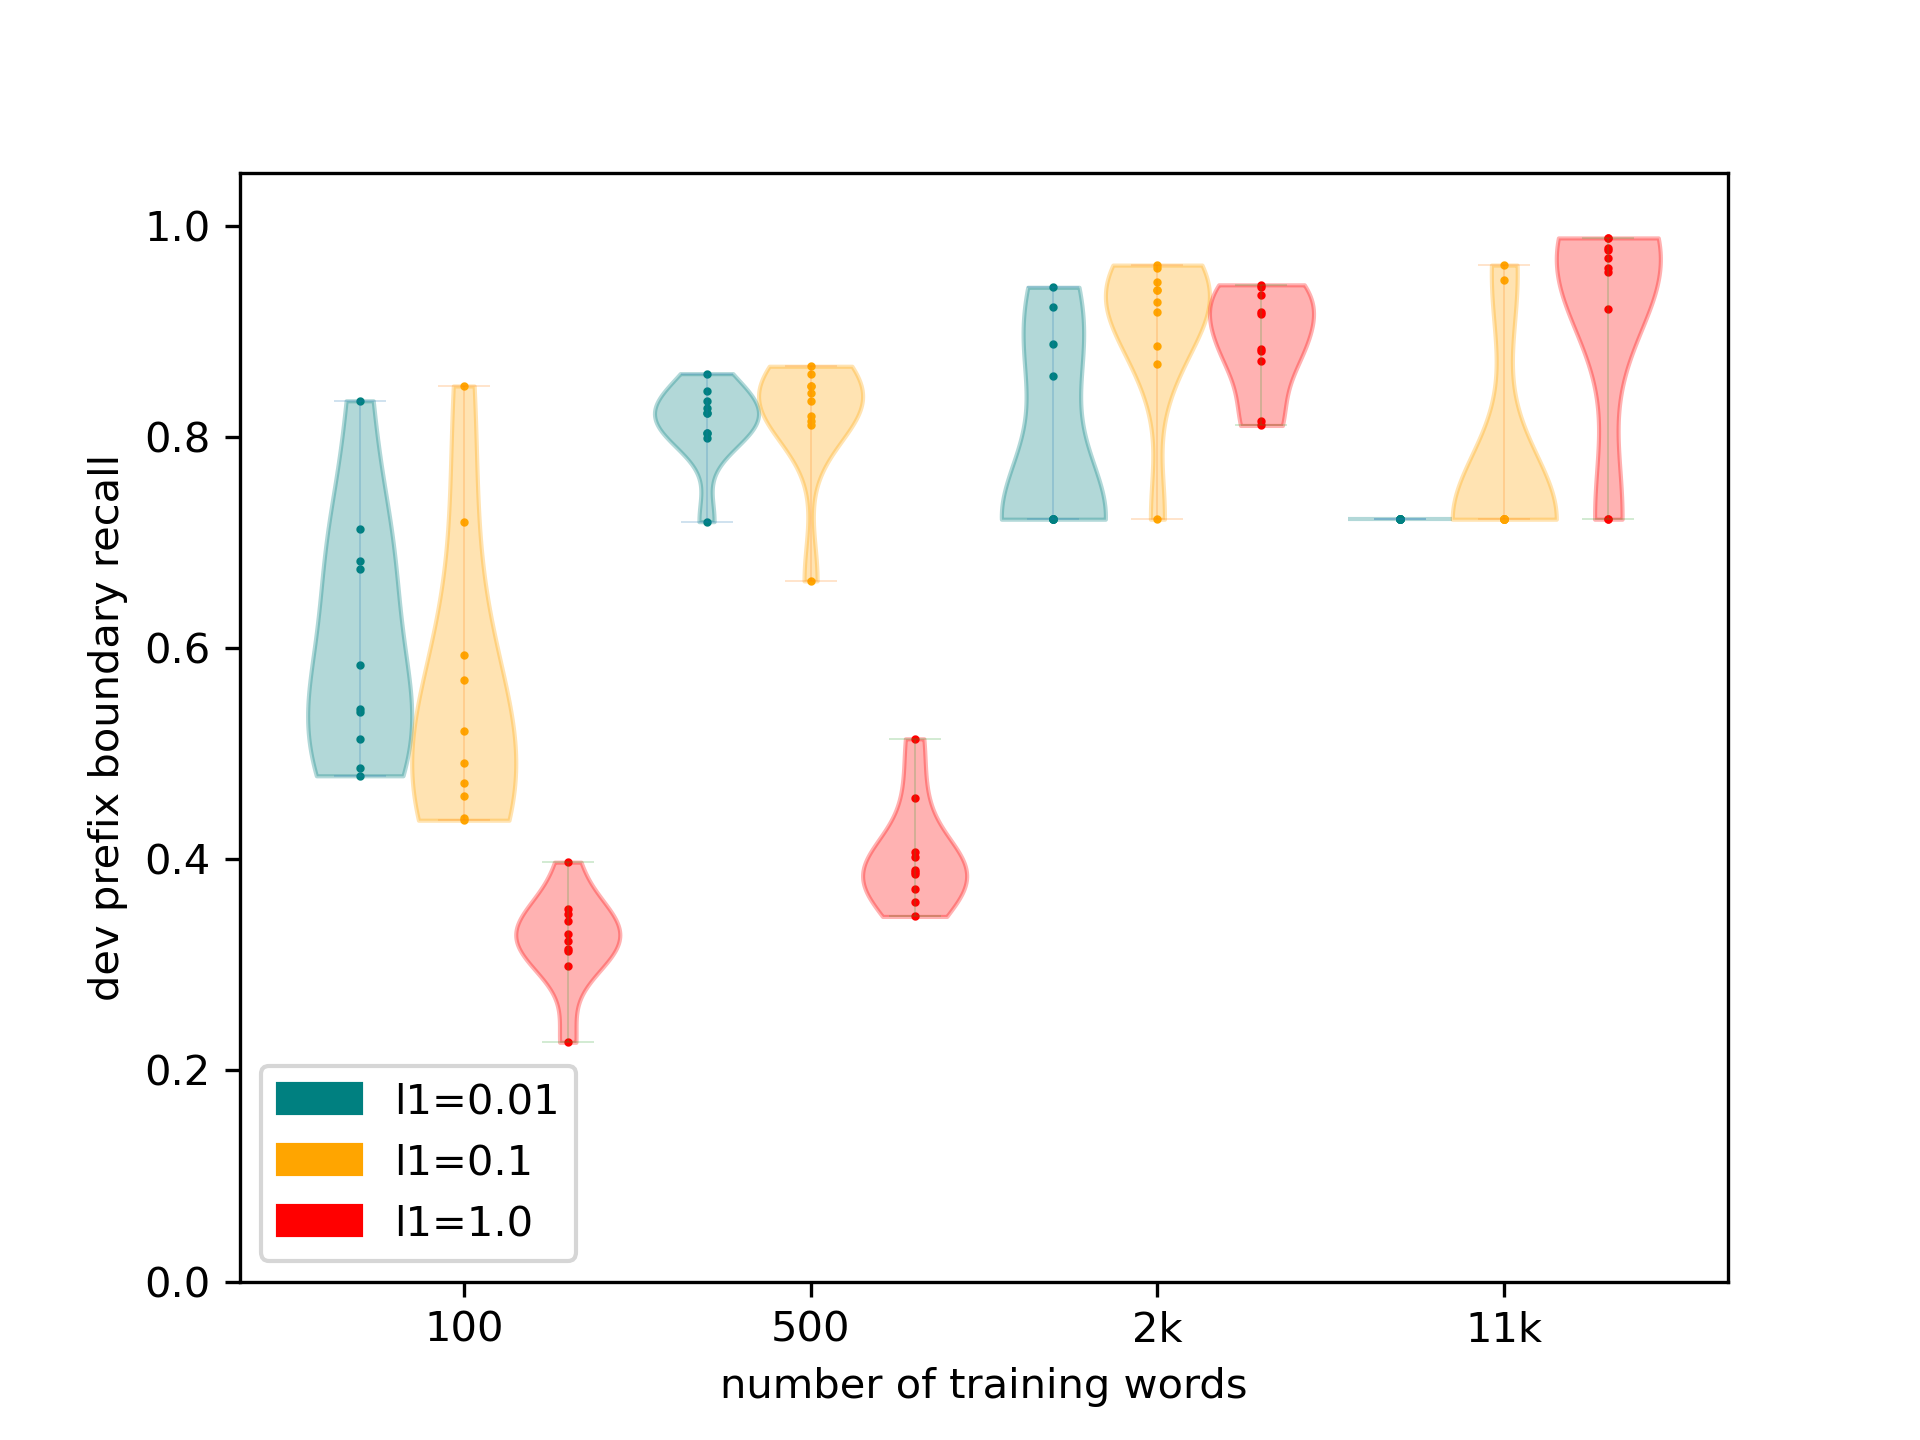 1.0
0.8
0.6
0.4
0.2
0.0
dev prefix boundary recall
l1=0.01
l1=0.1
l1=1.0
100 500 2k 11k
number of training words